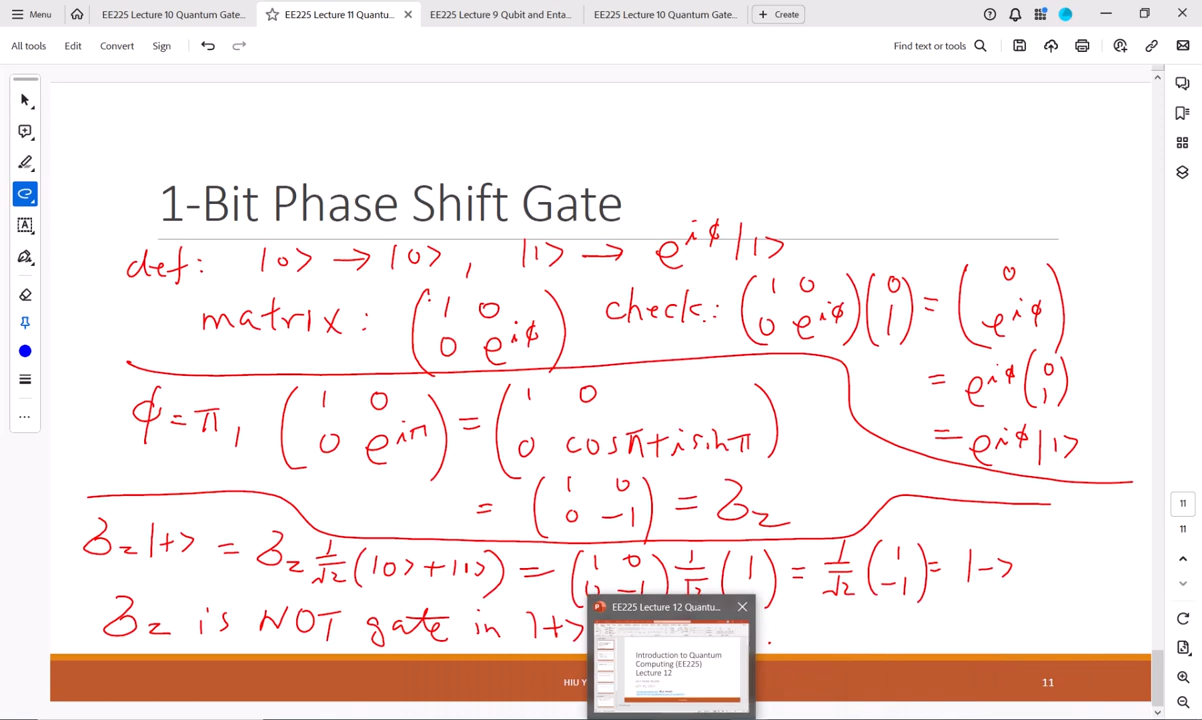 Menu
EE225 Lecture 10 Quantum Gate...
EE225 Lecture 11 Quantu...
EE225 Lecture 9 Qubit and Enta...
EE225 Lecture 10 Quantum Gate...
+ Create
All tools Edit Convert Sign
Find text or tools
1-Bit Phase Shift Gate
def: |0> → |0>, |1> → e^{iφ}|1>
matrix: (1 0; 0 e^{iφ}) check: (1 0; 0 e^{iφ})(0; 1) = (0; e^{iφ})
= e^{iφ}(0; 1)
= e^{iφ}|1>
φ = π, (1 0; 0 e^{iπ}) = (1 0; 0 cosπ+isinπ)
= (1 0; 0 -1) = σz
σz|+> = σz 1/√2 (|0>+|1>) = (1 0; 0 -1) 1/√2 (1 = 1/√2 (1; -1) = |->
σz is NOT gate in |+>
EE225 Lecture 12 Quantu...
Introduction to Quantum
Computing (EE225)
Lecture 12
HIU Y
11
11
11